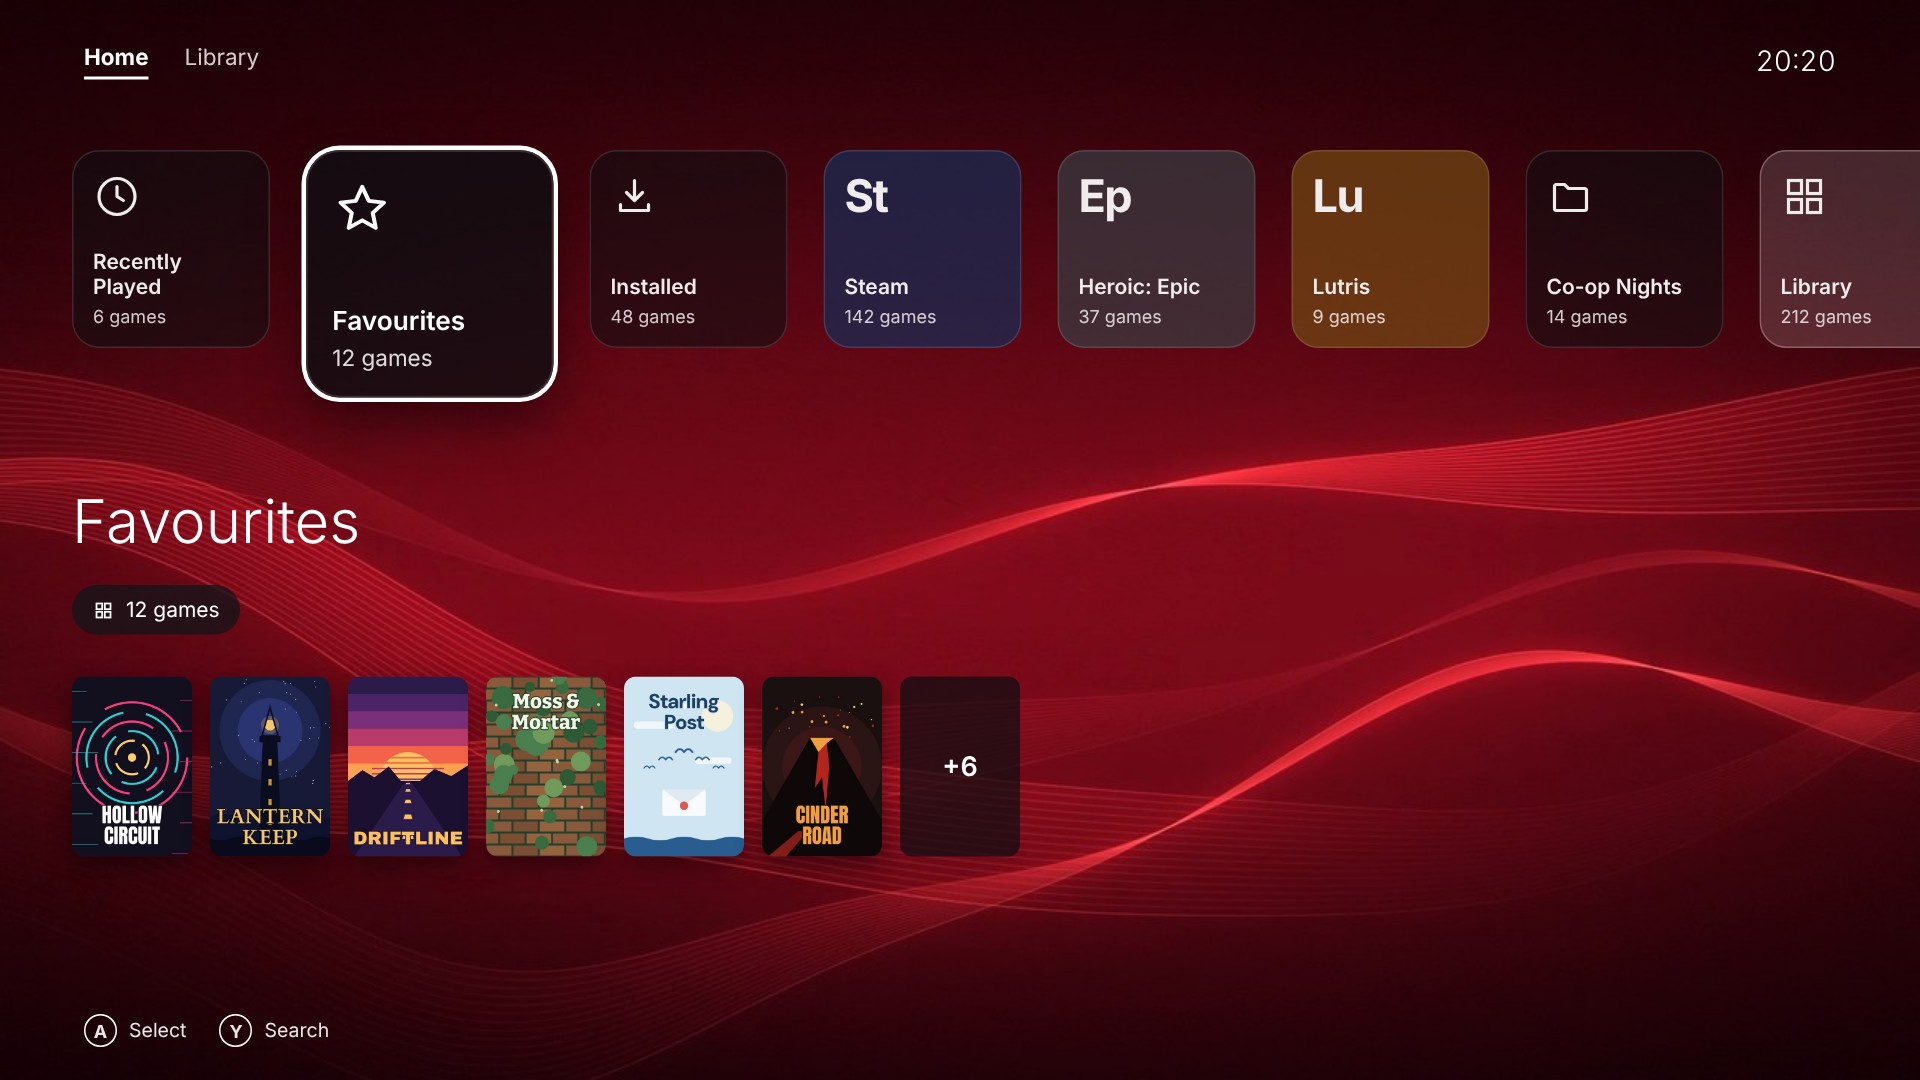 Home
Library
20:20
Recently
Played
6 games
Favourites
12 games
Installed
48 games
St
Steam
142 games
Ep
Heroic: Epic
37 games
Lu
Lutris
9 games
Co-op Nights
14 games
Library
212 games
Favourites
12 games
HOLLOW
CIRCUIT
LANTERN
KEEP
DRIFTLINE
Moss &
Mortar
Starling
Post
CINDER
ROAD
+6
A Select
Y Search